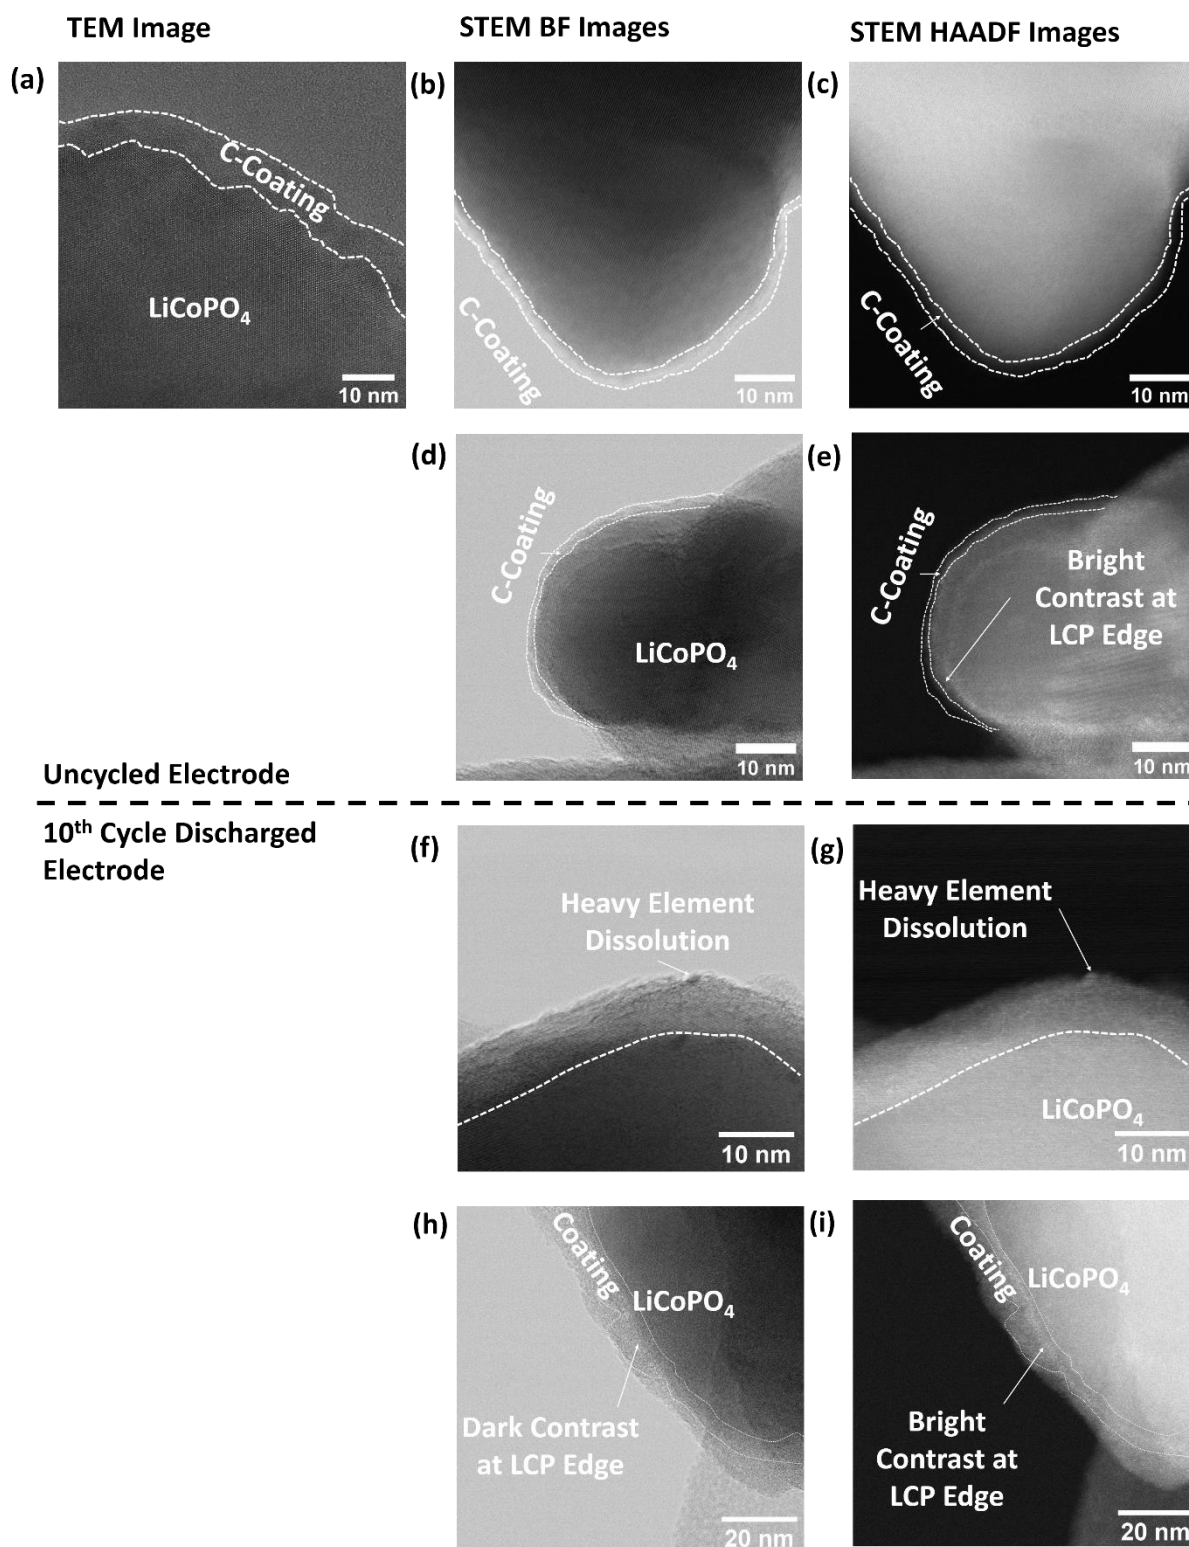 TEM Image
STEM BF Images
STEM HAADF Images
(a)
C-Coating
LiCoPO₄
10 nm
(b)
C-Coating
10 nm
(c)
C-Coating
10 nm
(d)
C-Coating
LiCoPO₄
10 nm
(e)
C-Coating
Bright
Contrast at
LCP Edge
10 nm
Uncycled Electrode
10ᵗʰ Cycle Discharged
Electrode
(f)
Heavy Element
Dissolution
10 nm
(g)
Heavy Element
Dissolution
LiCoPO₄
10 nm
(h)
Coating
LiCoPO₄
Dark Contrast
at LCP Edge
20 nm
(i)
Coating
LiCoPO₄
Bright
Contrast at
LCP Edge
20 nm